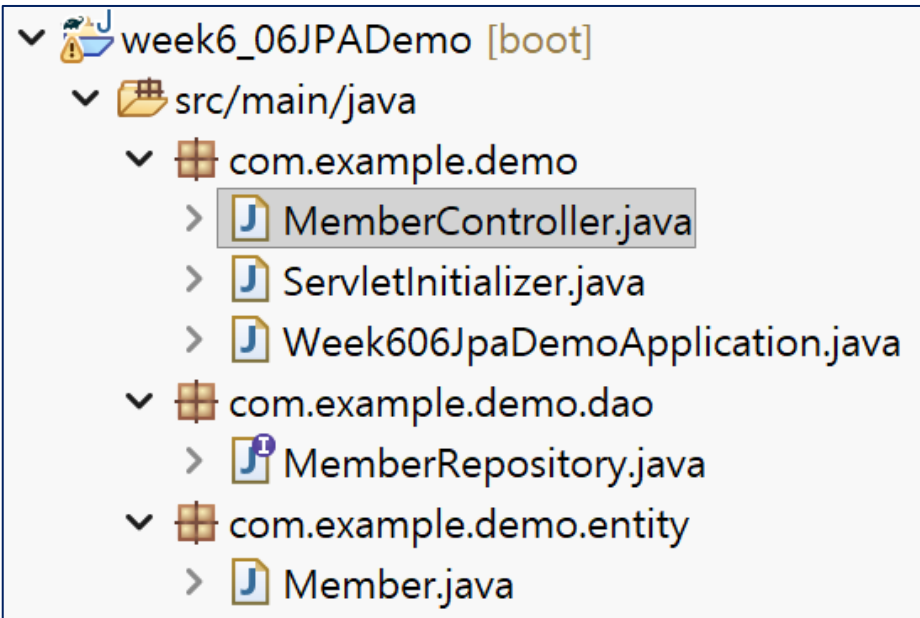 week6_06JPADemo [boot]
src/main/java
com.example.demo
MemberController.java
ServletInitializer.java
Week606JpaDemoApplication.java
com.example.demo.dao
MemberRepository.java
com.example.demo.entity
Member.java